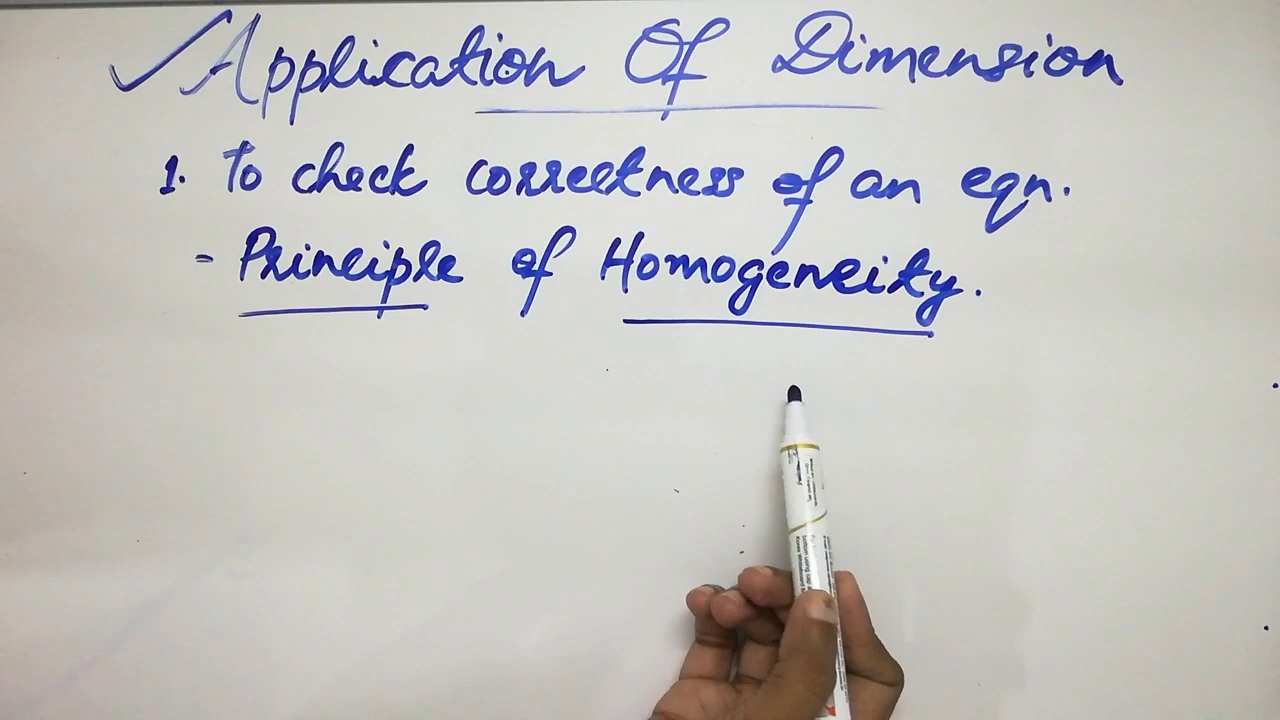 ✓ Application Of Dimension
1. To check correctness of an eqn.
- Principle of Homogeneity.